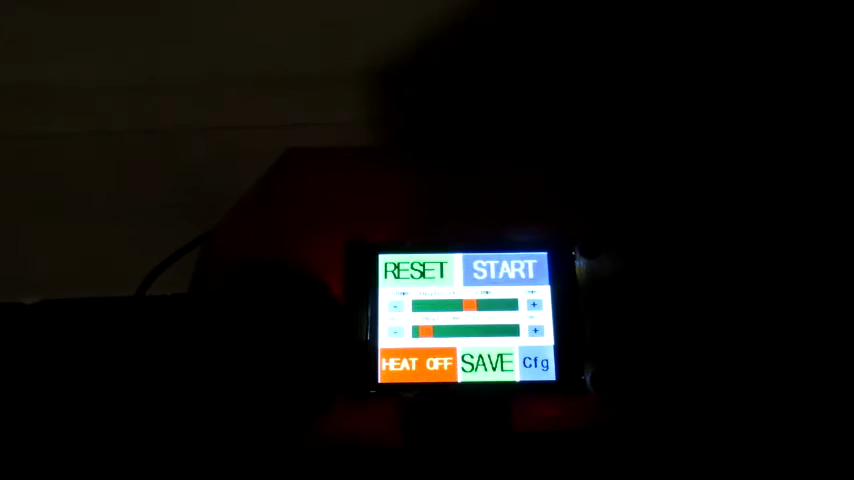 RESET START
- +
- +
HEAT OFF SAVE Cfg